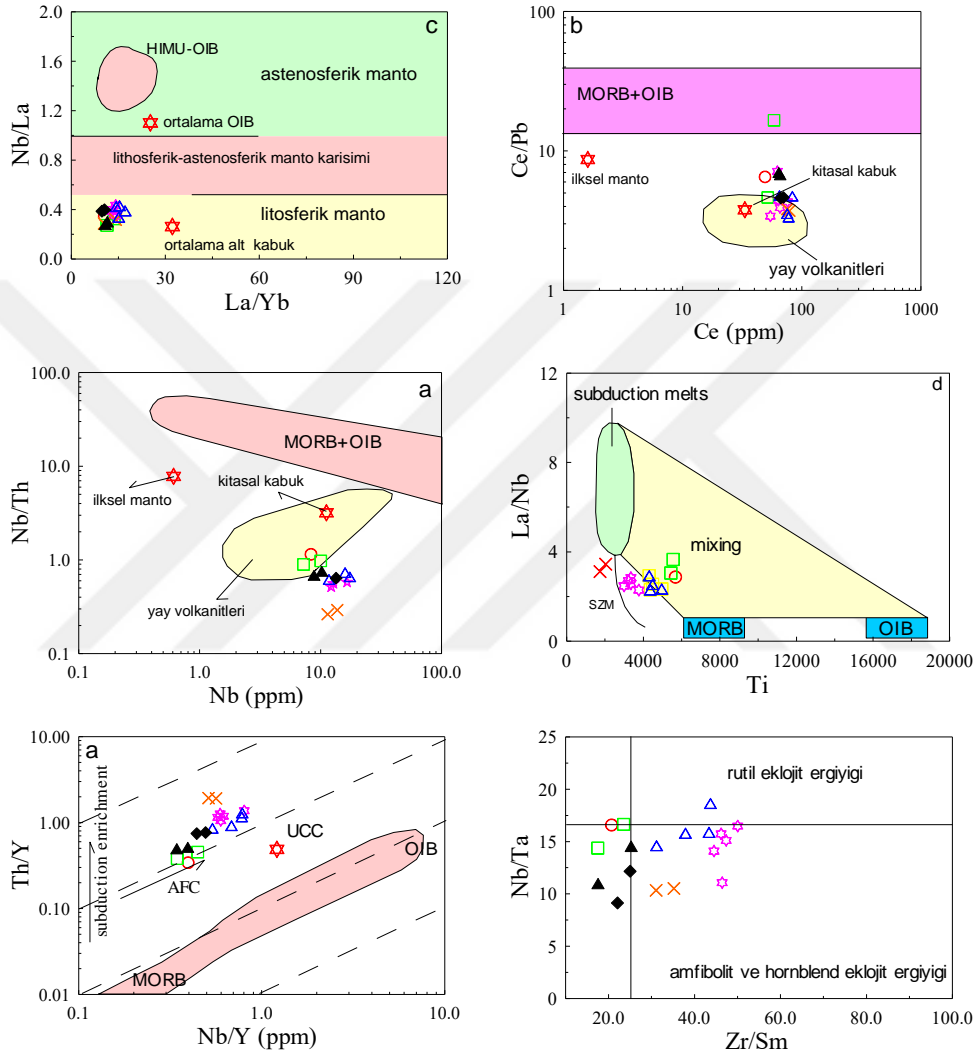 c
2.0
1.6
1.2
0.8
0.4
0.0
Nb/La
HIMU-OIB
astenosferik manto
ortalama OIB
lithosferik-astenosferik manto karisimi
litosferik manto
ortalama alt kabuk
0 30 60 90 120
La/Yb
b
100
10
1
Ce/Pb
MORB+OIB
ilksel manto
kitasal kabuk
yay volkanitleri
1 10 100 1000
Ce (ppm)
a
100.0
10.0
1.0
0.1
Nb/Th
MORB+OIB
ilksel manto
kitasal kabuk
yay volkanitleri
0.1 1.0 10.0 100.0
Nb (ppm)
d
12
8
4
0
La/Nb
subduction melts
mixing
SZM
MORB
OIB
0 4000 8000 12000 16000 20000
Ti
a
10.00
1.00
0.10
0.01
Th/Y
subduction enrichment
AFC
UCC
OIB
MORB
0.1 1.0 10.0
Nb/Y (ppm)
25
20
15
10
5
0
Nb/Ta
rutil eklojit ergiyigi
amfibolit ve hornblend eklojit ergiyigi
20.0 40.0 60.0 80.0 100.0
Zr/Sm